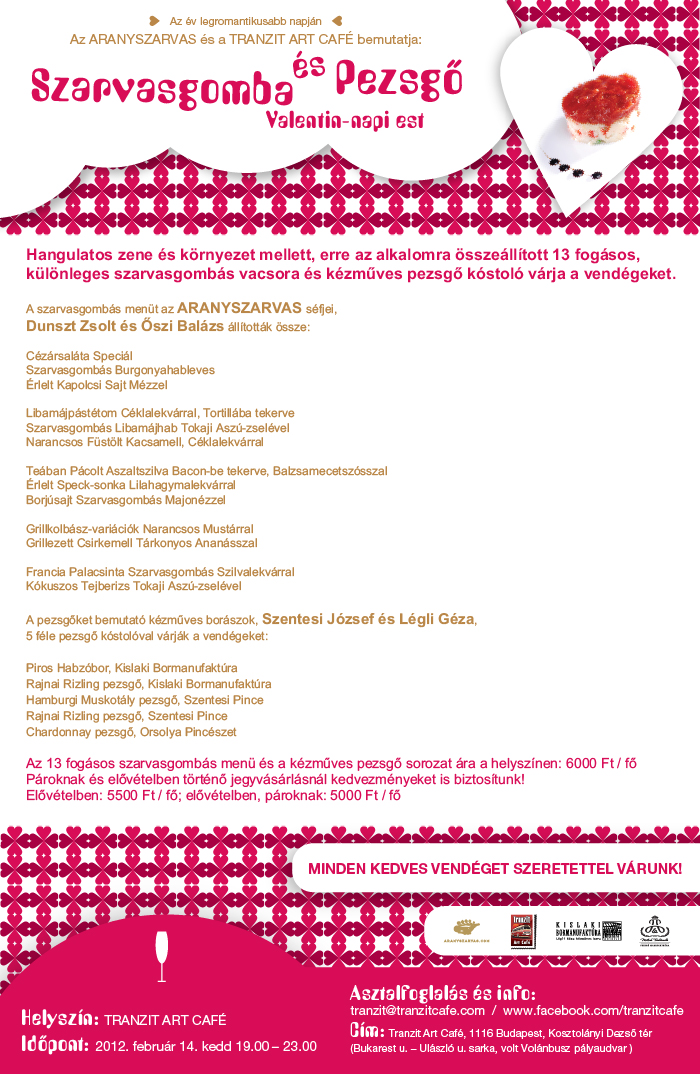 Az év legromantikusabb napján
Az ARANYSZARVAS és a TRANZIT ART CAFÉ bemutatja:
Szarvasgomba és Pezsgő
Valentin-napi est
Hangulatos zene és környezet mellett, erre az alkalomra összeállított 13 fogásos,
különleges szarvasgombás vacsora és kézműves pezsgő kóstoló várja a vendégeket.
A szarvasgombás menüt az ARANYSZARVAS séfjei,
Dunszt Zsolt és Őszi Balázs állították össze:
Cézársaláta Speciál
Szarvasgombás Burgonyahableves
Érlelt Kapolcsi Sajt Mézzel
Libamájpástétom Céklalekvárral, Tortillába tekerve
Szarvasgombás Libamájhab Tokaji Aszú-zselével
Narancsos Füstölt Kacsamell, Céklalekvárral
Teában Pácolt Aszaltszilva Bacon-be tekerve, Balzsamecetszósszal
Érlelt Speck-sonka Lilahagymalekvárral
Borjúsajt Szarvasgombás Majonézzel
Grillkolbász-variációk Narancsos Mustárral
Grillezett Csirkemell Tárkonyos Ananásszal
Francia Palacsinta Szarvasgombás Szilvalekvárral
Kókuszos Tejberizs Tokaji Aszú-zselével
A pezsgőket bemutató kézműves borászok, Szentesi József és Légli Géza,
5 féle pezsgő kóstolóval várják a vendégeket:
Piros Habzóbor, Kislaki Bormanufaktúra
Rajnai Rizling pezsgő, Kislaki Bormanufaktúra
Hamburgi Muskotály pezsgő, Szentesi Pince
Rajnai Rizling pezsgő, Szentesi Pince
Chardonnay pezsgő, Orsolya Pincészet
Az 13 fogásos szarvasgombás menü és a kézműves pezsgő sorozat ára a helyszínen: 6000 Ft / fő
Pároknak és elővételben történő jegyvásárlásnál kedvezményeket is biztosítunk!
Elővételben: 5500 Ft / fő; elővételben, pároknak: 5000 Ft / fő
MINDEN KEDVES VENDÉGET SZERETETTEL VÁRUNK!
ARANYSZARVAS.COM
Tranzit
Art Café
KISLAKI
BORMANUFAKTÚRA
Helyszín: TRANZIT ART CAFÉ
Időpont: 2012. február 14. kedd 19.00 – 23.00
Asztalfoglalás és info:
tranzit@tranzitcafe.com / www.facebook.com/tranzitcafe
Cím: Tranzit Art Café, 1116 Budapest, Kosztolányi Dezső tér
(Bukarest u. – Ulászló u. sarka, volt Volánbusz pályaudvar )